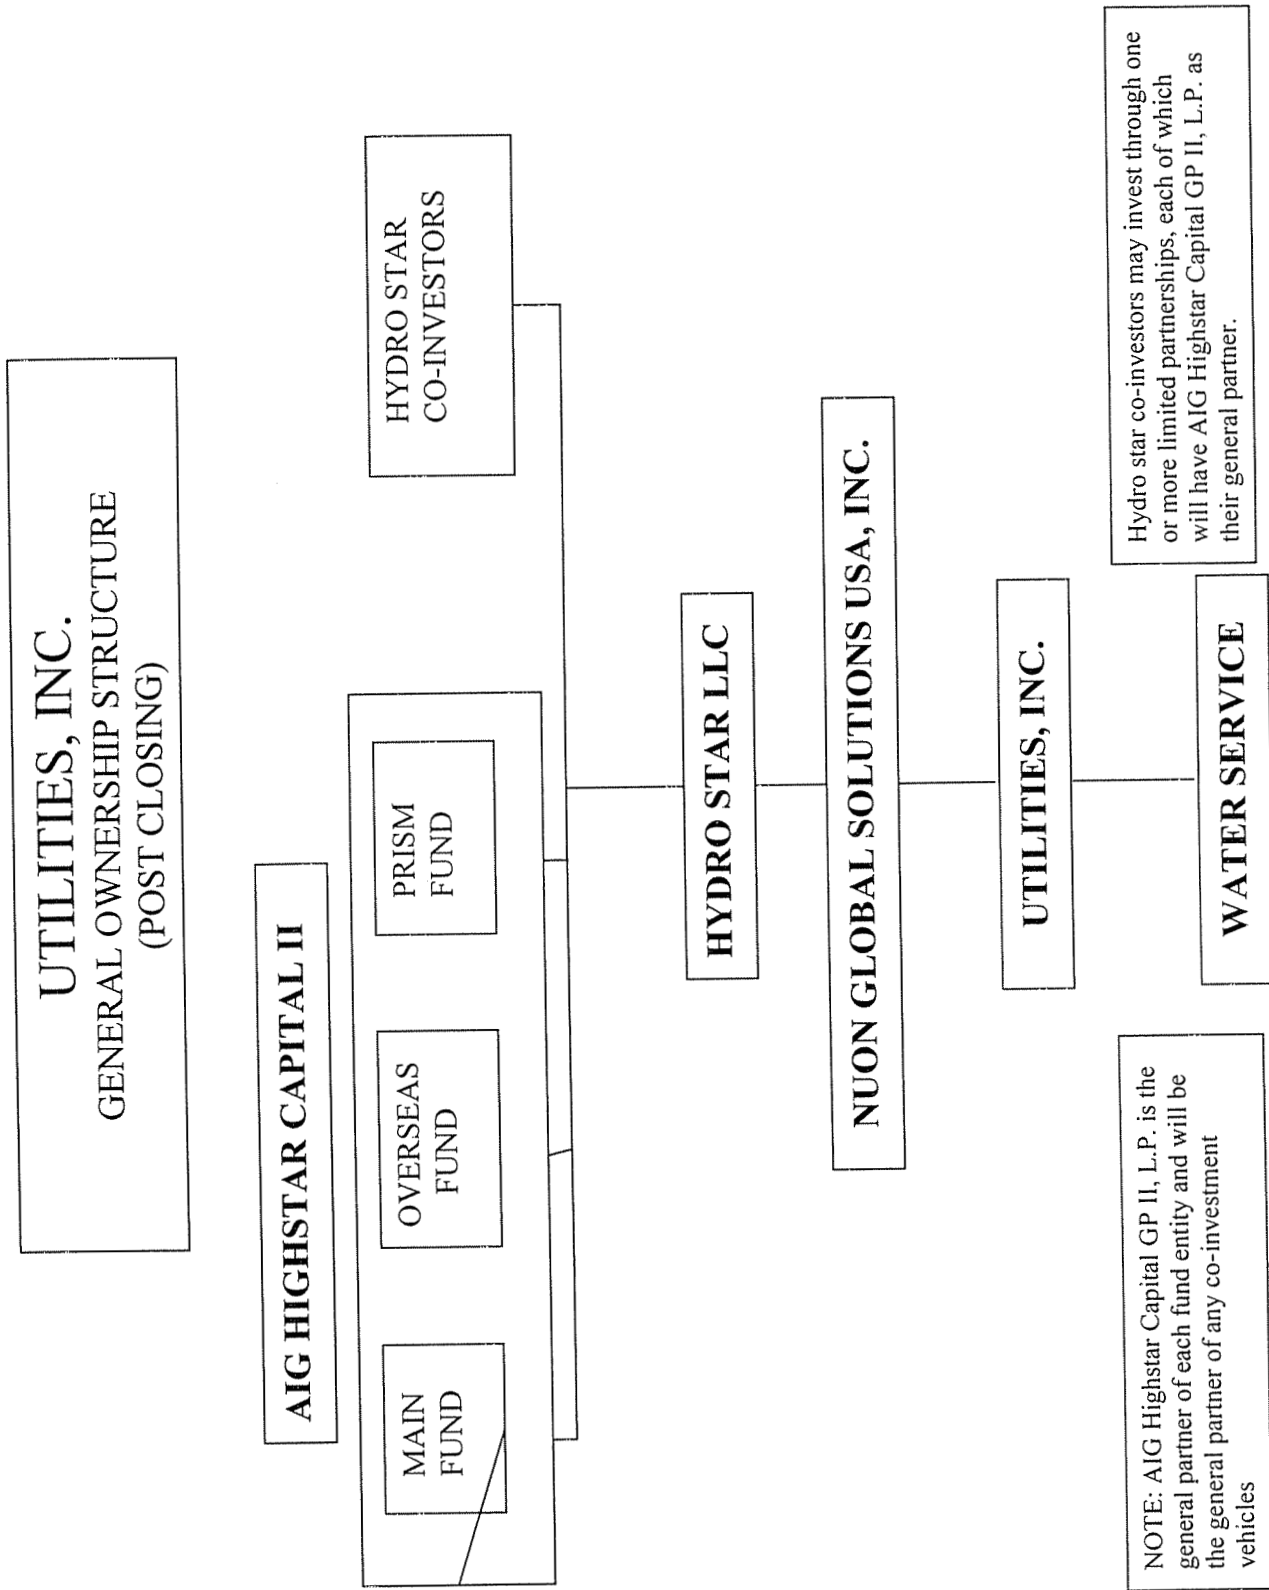 UTILITIES, INC.
GENERAL OWNERSHIP STRUCTURE
(POST CLOSING)
AIG HIGHSTAR CAPITAL II
MAIN
FUND
OVERSEAS
FUND
PRISM
FUND
HYDRO STAR
CO-INVESTORS
HYDRO STAR LLC
NUON GLOBAL SOLUTIONS USA, INC.
UTILITIES, INC.
WATER SERVICE
NOTE: AIG Highstar Capital GP II, L.P. is the
general partner of each fund entity and will be
the general partner of any co-investment
vehicles
Hydro star co-investors may invest through one
or more limited partnerships, each of which
will have AIG Highstar Capital GP II, L.P. as
their general partner.